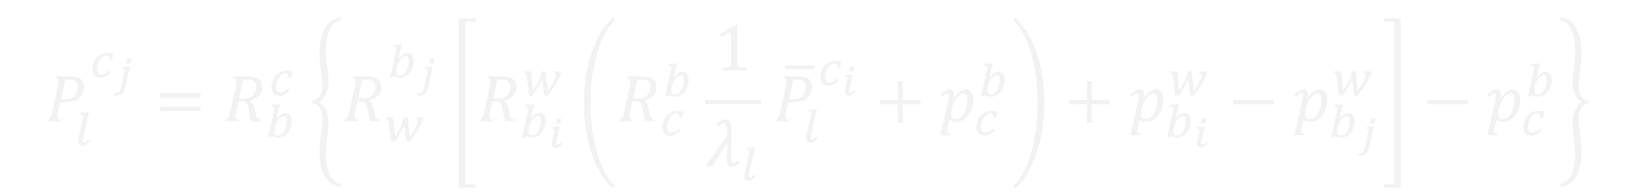 $P_l^{c_j} = R_b^c \left\{ R_w^{b_j} \left[ R_{b_i}^w \left( R_c^b \frac{1}{\lambda_l} \bar{P}_l^{c_i} + p_c^b \right) + p_{b_i}^w - p_{b_j}^w \right] - p_c^b \right\}$